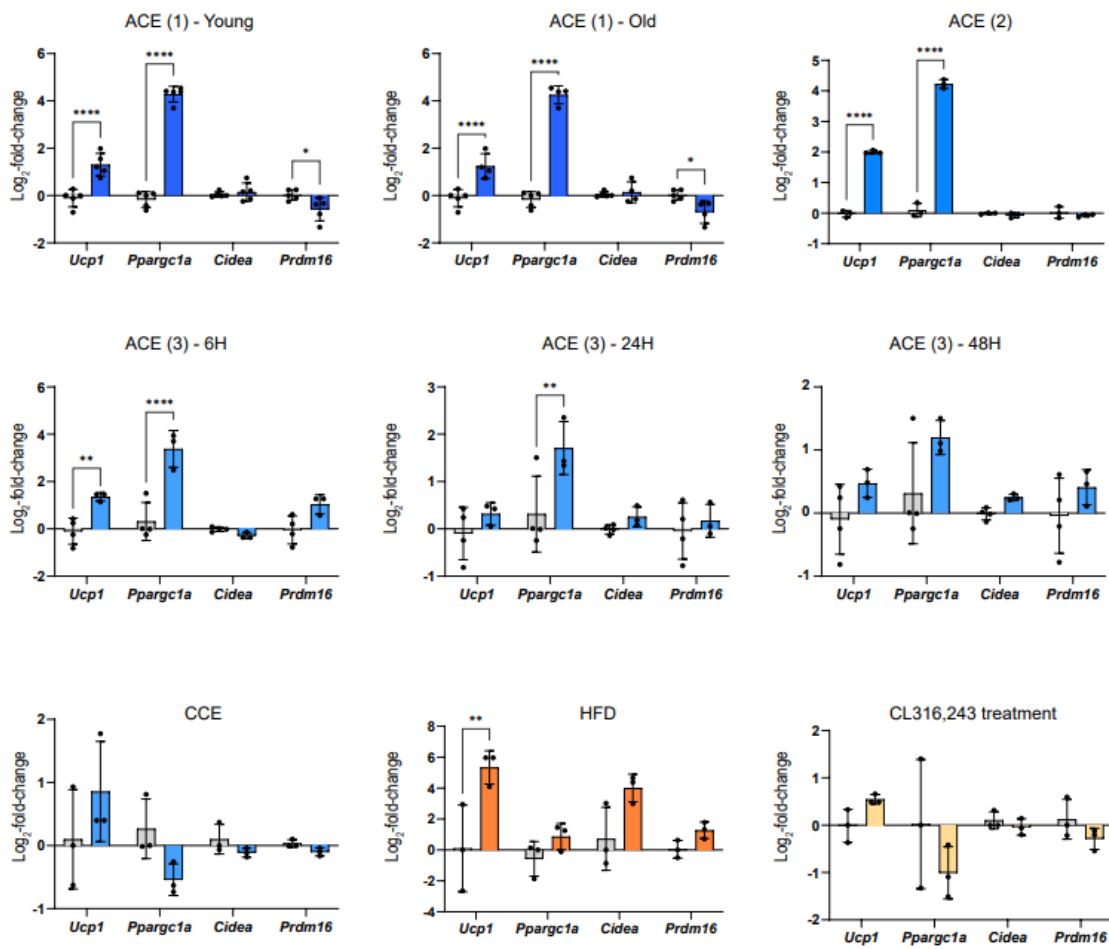 ACE (1) - Young
Log2-fold-change
6
4
2
0
-2
****
****
*
Ucp1 Ppargc1a Cidea Prdm16
ACE (1) - Old
Log2-fold-change
6
4
2
0
-2
****
****
*
Ucp1 Ppargc1a Cidea Prdm16
ACE (2)
Log2-fold-change
5
4
3
2
1
0
-1
****
****
Ucp1 Ppargc1a Cidea Prdm16
ACE (3) - 6H
Log2-fold-change
6
4
2
0
-2
**
****
Ucp1 Ppargc1a Cidea Prdm16
ACE (3) - 24H
Log2-fold-change
3
2
1
0
-1
**
Ucp1 Ppargc1a Cidea Prdm16
ACE (3) - 48H
Log2-fold-change
2
1
0
-1
Ucp1 Ppargc1a Cidea Prdm16
CCE
Log2-fold-change
2
1
0
-1
Ucp1 Ppargc1a Cidea Prdm16
HFD
Log2-fold-change
8
6
4
2
0
-2
-4
**
Ucp1 Ppargc1a Cidea Prdm16
CL316,243 treatment
Log2-fold-change
2
1
0
-1
-2
Ucp1 Ppargc1a Cidea Prdm16